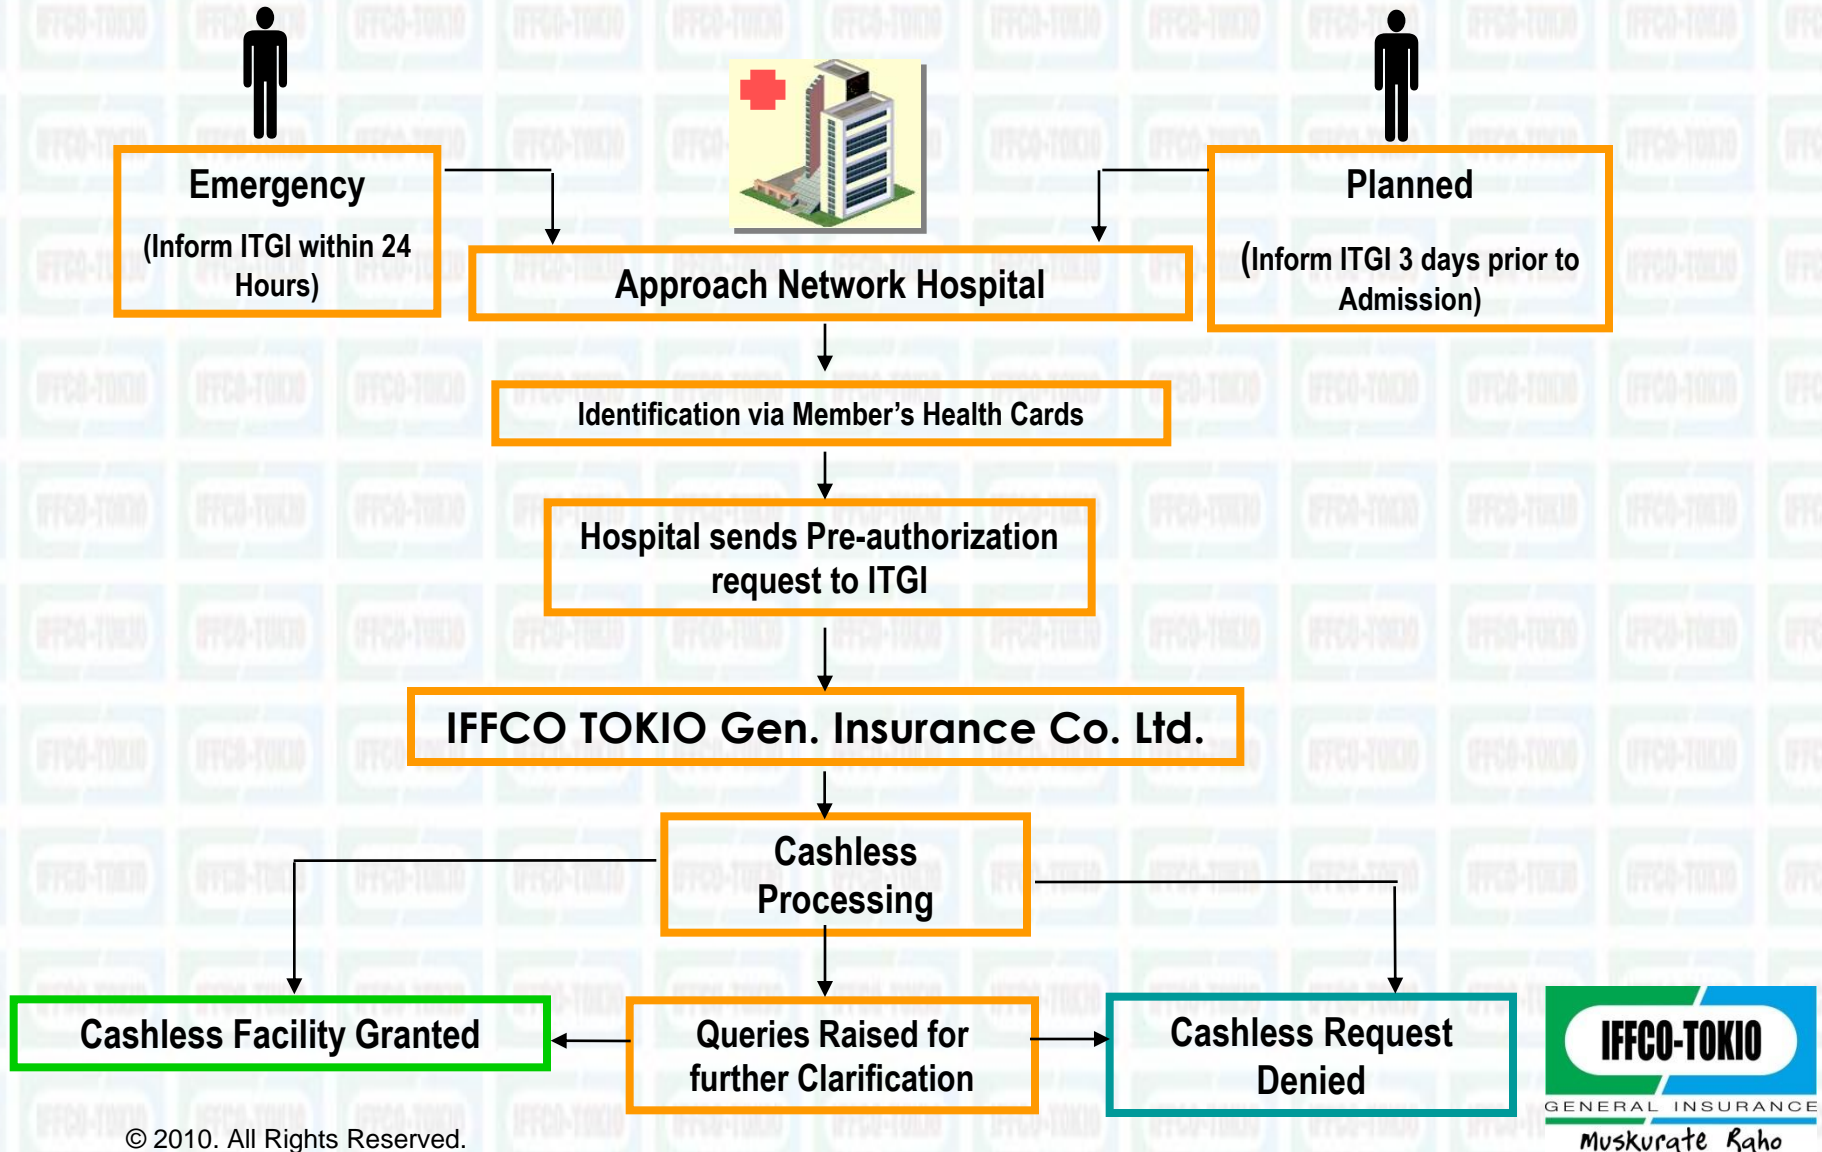 Emergency
(Inform ITGI within 24
Hours)
Planned
(Inform ITGI 3 days prior to
Admission)
Approach Network Hospital
Identification via Member’s Health Cards
Hospital sends Pre-authorization
request to ITGI
IFFCO TOKIO Gen. Insurance Co. Ltd.
Cashless
Processing
Cashless Facility Granted
Queries Raised for
further Clarification
Cashless Request
Denied
IFFCO-TOKIO
GENERAL INSURANCE
Muskurate Raho
© 2010. All Rights Reserved.